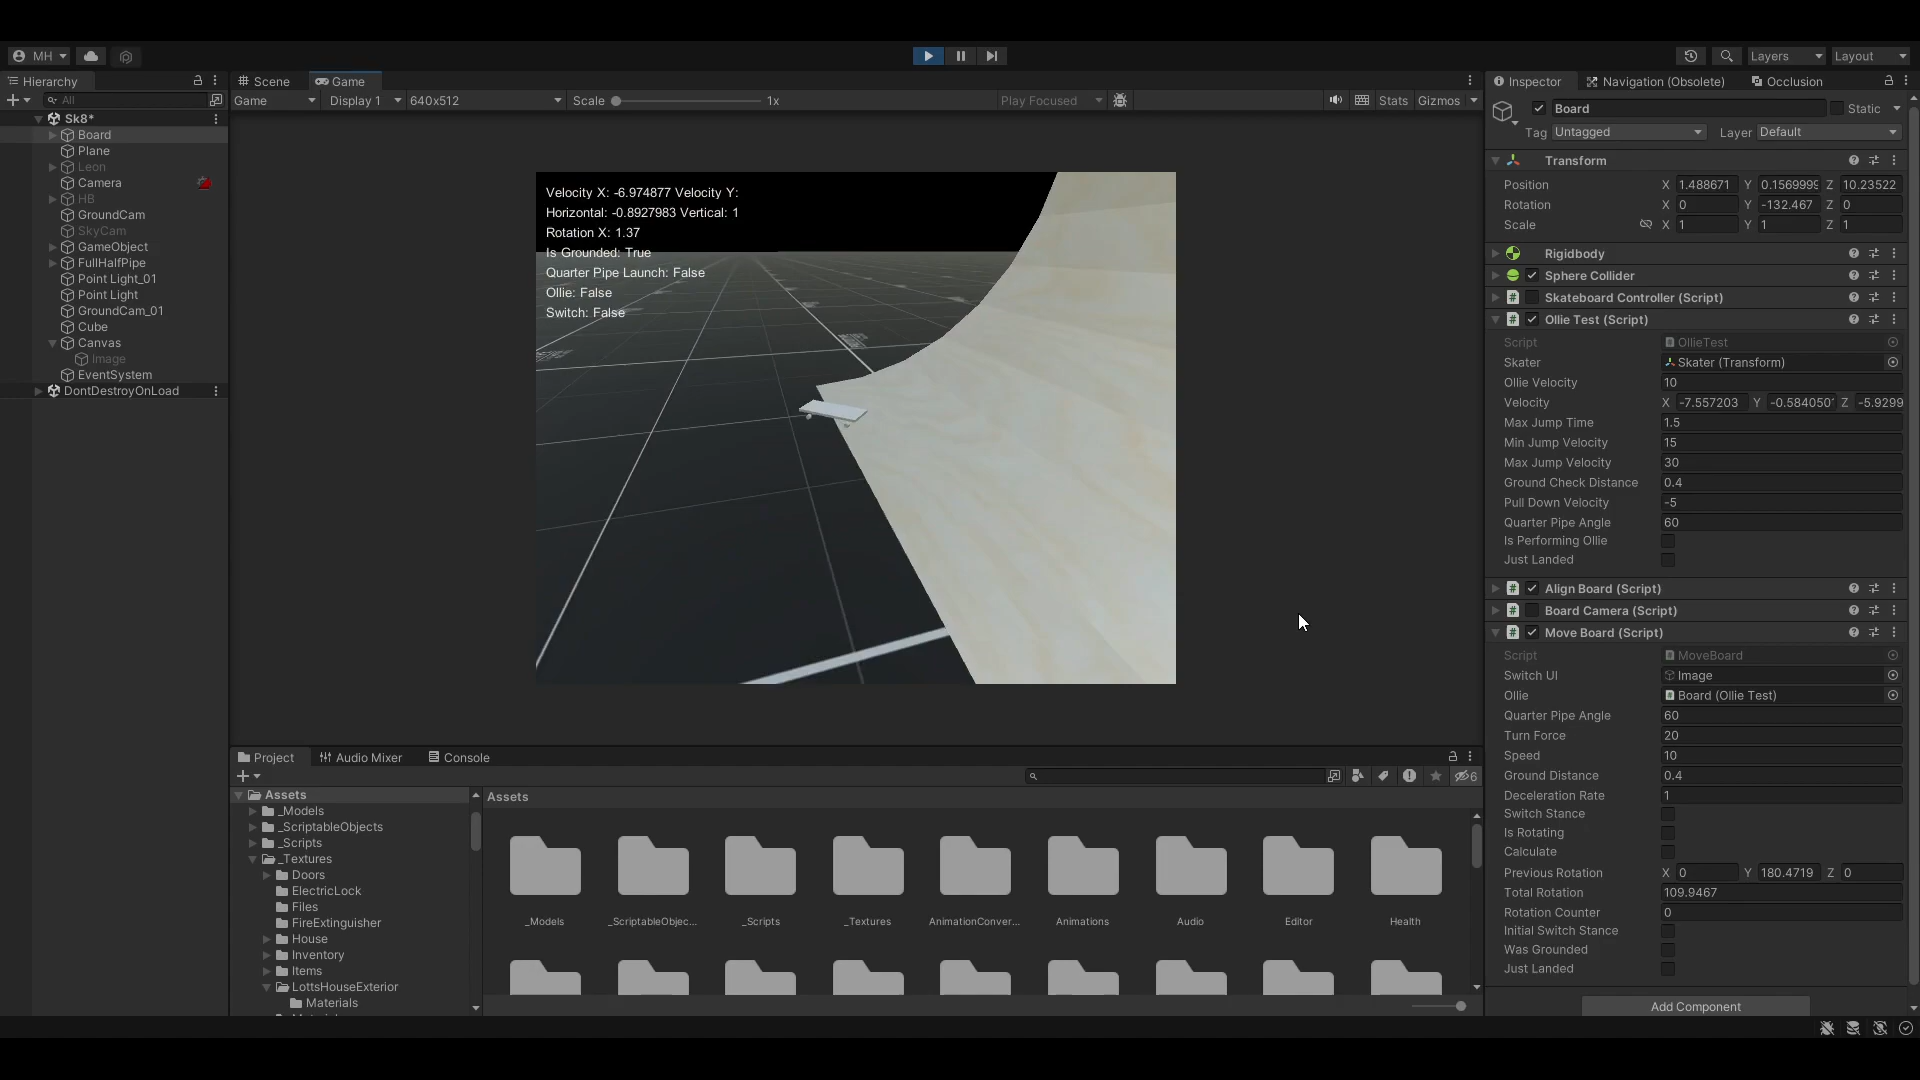 MH
Layers
Layout
Hierarchy
All
Sk8*
Board
Plane
Leon
Camera
HB
GroundCam
SkyCam
GameObject
FullHalfPipe
Point Light_01
Point Light
GroundCam_01
Cube
Canvas
Image
EventSystem
DontDestroyOnLoad
Scene
Game
Game
Display 1
640x512
Scale
1x
Play Focused
Stats
Gizmos
Velocity X: -6.974877 Velocity Y:
Horizontal: -0.8927983 Vertical: 1
Rotation X: 1.37
Is Grounded: True
Quarter Pipe Launch: False
Ollie: False
Switch: False
Project
Audio Mixer
Console
6
Assets
_Models
_ScriptableObjects
_Scripts
_Textures
Doors
ElectricLock
Files
FireExtinguisher
House
Inventory
Items
LottsHouseExterior
Materials
Assets
_Models
_ScriptableObjec...
_Scripts
_Textures
AnimationConver...
Animations
Audio
Editor
Health
Inspector
Navigation (Obsolete)
Occlusion
Board
Static
Tag Untagged
Layer Default
Transform
Position X 1.488671 Y 0.1569999 Z 10.23522
Rotation X 0 Y -132.467 Z 0
Scale X 1 Y 1 Z 1
Rigidbody
Sphere Collider
Skateboard Controller (Script)
Ollie Test (Script)
Script OllieTest
Skater Skater (Transform)
Ollie Velocity 10
Velocity X -7.557203 Y -0.584050 Z -5.9299
Max Jump Time 1.5
Min Jump Velocity 15
Max Jump Velocity 30
Ground Check Distance 0.4
Pull Down Velocity -5
Quarter Pipe Angle 60
Is Performing Ollie
Just Landed
Align Board (Script)
Board Camera (Script)
Move Board (Script)
Script MoveBoard
Switch UI Image
Ollie Board (Ollie Test)
Quarter Pipe Angle 60
Turn Force 20
Speed 10
Ground Distance 0.4
Deceleration Rate 1
Switch Stance
Is Rotating
Calculate
Previous Rotation X 0 Y 180.4719 Z 0
Total Rotation 109.9467
Rotation Counter 0
Initial Switch Stance
Was Grounded
Just Landed
Add Component